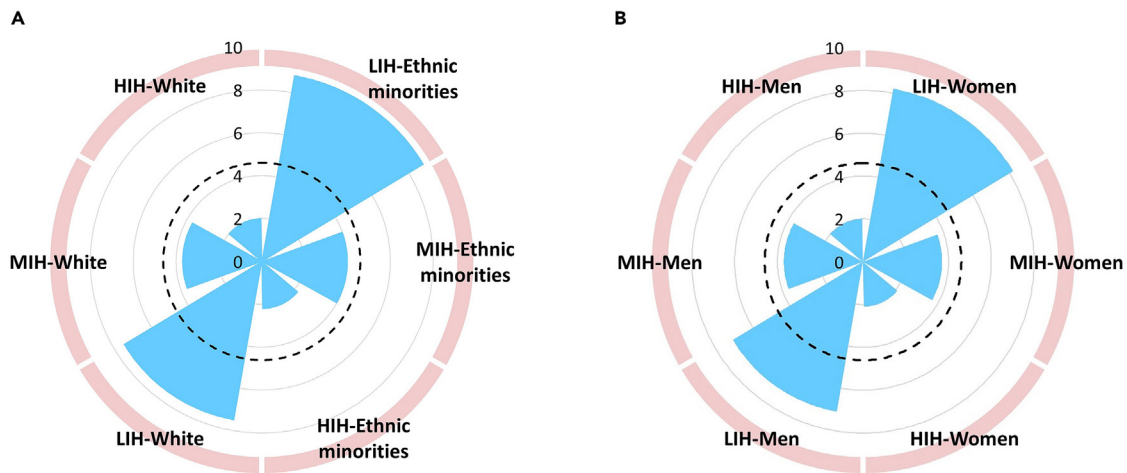 A
10
8
6
4
2
0
HIH-White
LIH-Ethnic
minorities
MIH-White
MIH-Ethnic
minorities
LIH-White
HIH-Ethnic
minorities
B
10
8
6
4
2
0
HIH-Men
LIH-Women
MIH-Men
MIH-Women
LIH-Men
HIH-Women